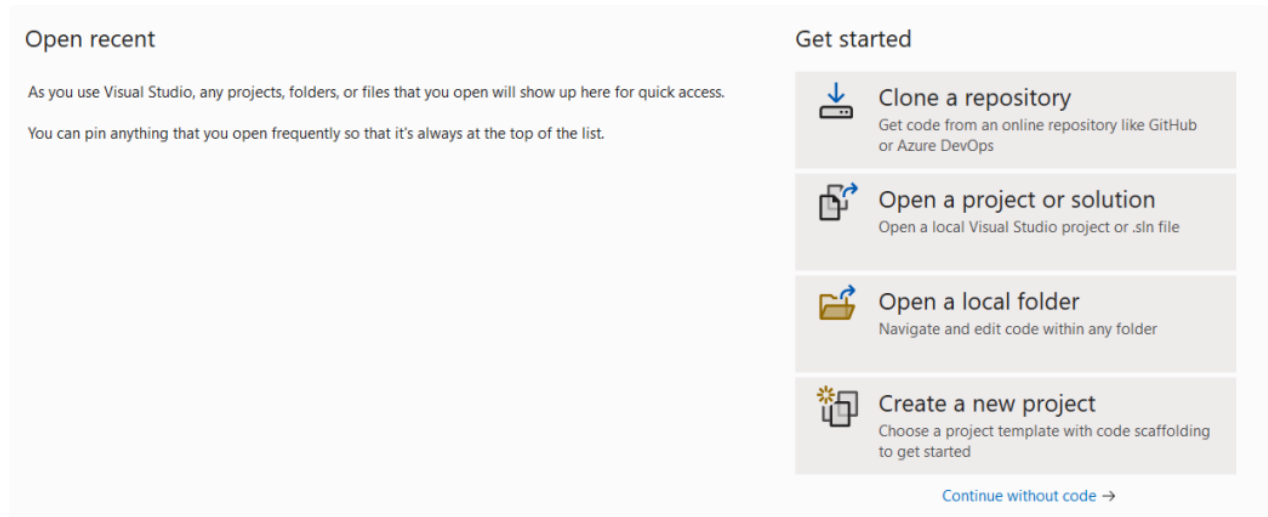 Open recent
As you use Visual Studio, any projects, folders, or files that you open will show up here for quick access.
You can pin anything that you open frequently so that it's always at the top of the list.
Get started
Clone a repository
Get code from an online repository like GitHub
or Azure DevOps
Open a project or solution
Open a local Visual Studio project or .sln file
Open a local folder
Navigate and edit code within any folder
Create a new project
Choose a project template with code scaffolding
to get started
Continue without code →